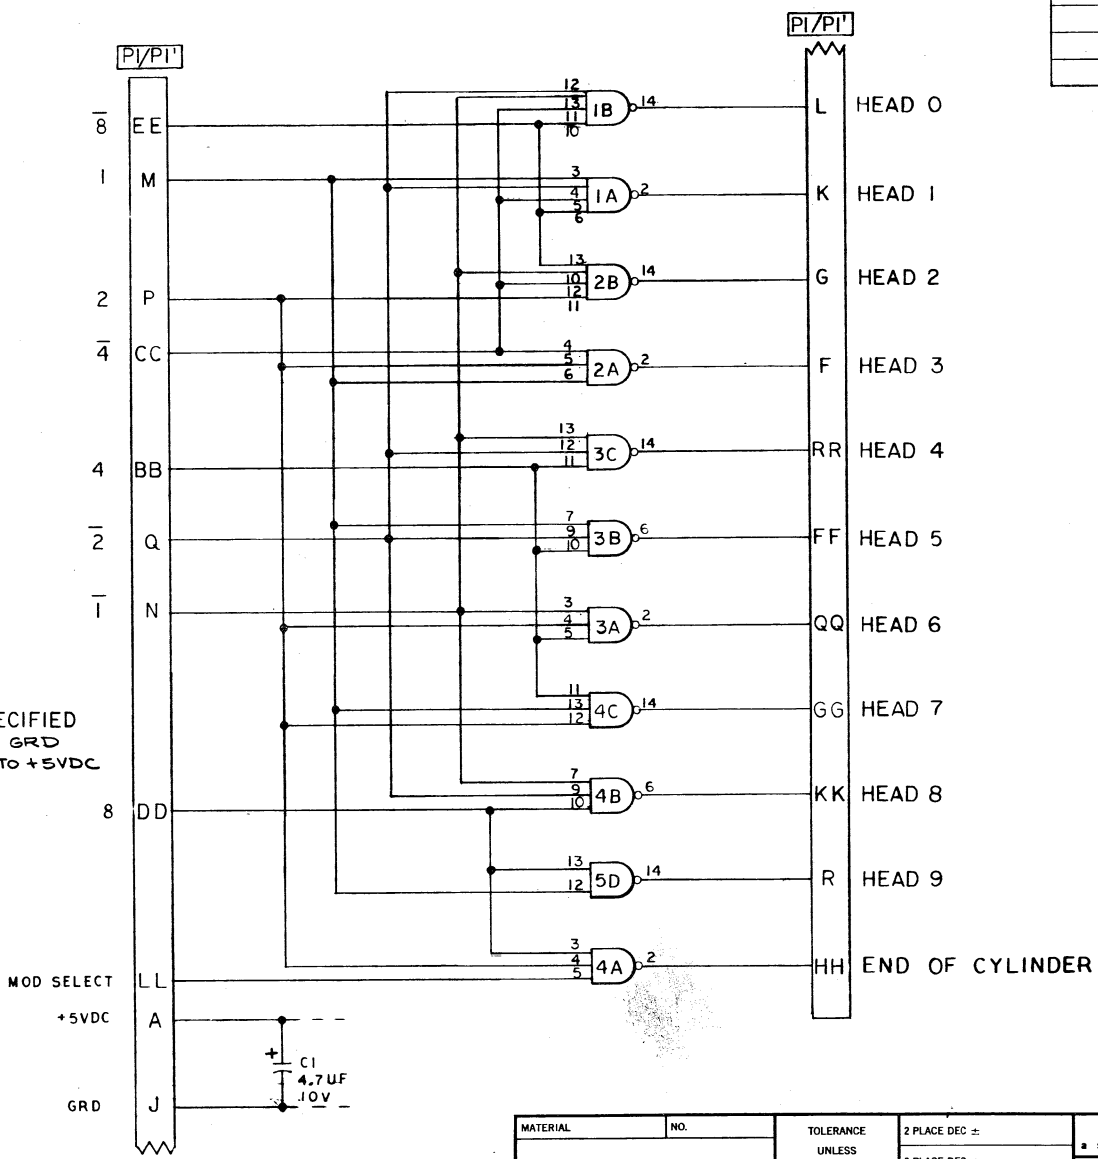 P1/P1'
P1/P1'
8 EE
1 M
2 P
4 CC
4 BB
2 Q
1 N
8 DD
MOD SELECT LL
+5VDC A
GRD J
ECIFIED
GRD
TO +5VDC
12
13
11
10
1B
14
L HEAD 0
3
4
5
6
1A
2
K HEAD 1
13
10
12
11
2B
14
G HEAD 2
4
5
6
2A
2
F HEAD 3
13
12
11
3C
14
RR HEAD 4
7
9
10
3B
6
FF HEAD 5
3
4
5
3A
2
QQ HEAD 6
11
13
12
4C
14
GG HEAD 7
7
9
10
4B
6
KK HEAD 8
13
12
5D
14
R HEAD 9
3
4
5
4A
2
HH END OF CYLINDER
+
C1
4.7UF
10V
MATERIAL
NO.
TOLERANCE
UNLESS
2 PLACE DEC ±